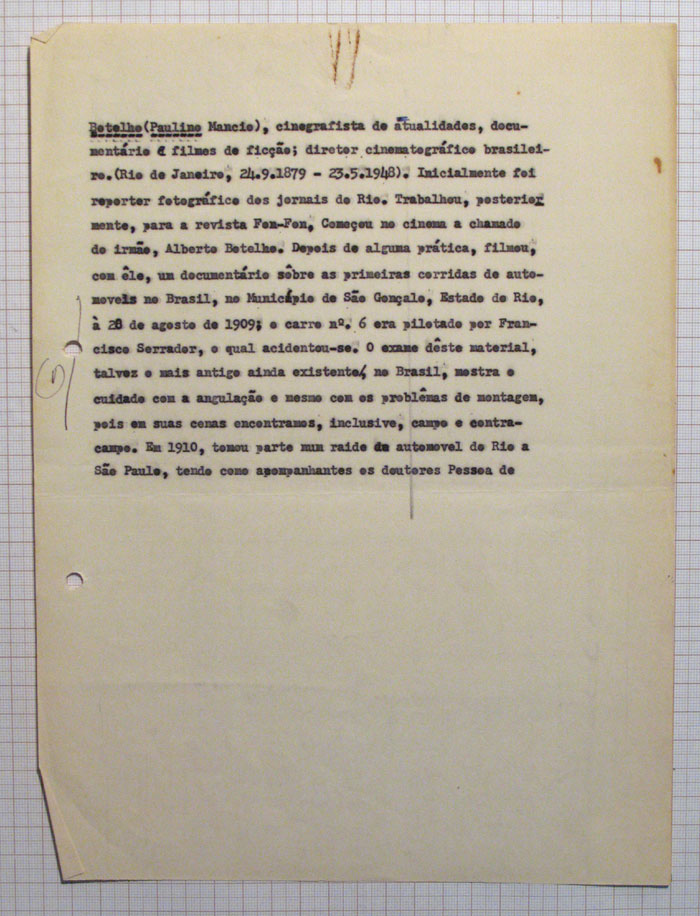 Botelho(Paulino Mancio), cinegrafista de atualidades, docu-
mentário e filmes de ficção; diretor cinematográfico brasilei-
ro.(Rio de Janeiro, 24.9.1879 - 23.5.1948). Inicialmente foi
reporter fotográfico dos jornais do Rio. Trabalhou, posterior
mente, para a revista Fon-Fon, Começou no cinema a chamado
do irmão, Alberto Botelho. Depois de alguma prática, filmou,
com êle, um documentário sôbre as primeiras corridas de auto-
moveis no Brasil, no Município de São Gonçalo, Estado do Rio,
à 28 de agosto de 1909; o carro nº. 6 era pilotado por Fran-
cisco Serrador, o qual acidentou-se. O exame dêste material,
talvez o mais antigo ainda existente, no Brasil, mostra o
cuidado com a angulação e mesmo com os problêmas de montagem,
pois em suas cenas encontramos, inclusive, campo e contra-
campo. Em 1910, tomou parte num raide de automovel do Rio a
São Paulo, tendo como acompanhantes os doutores Pessoa de